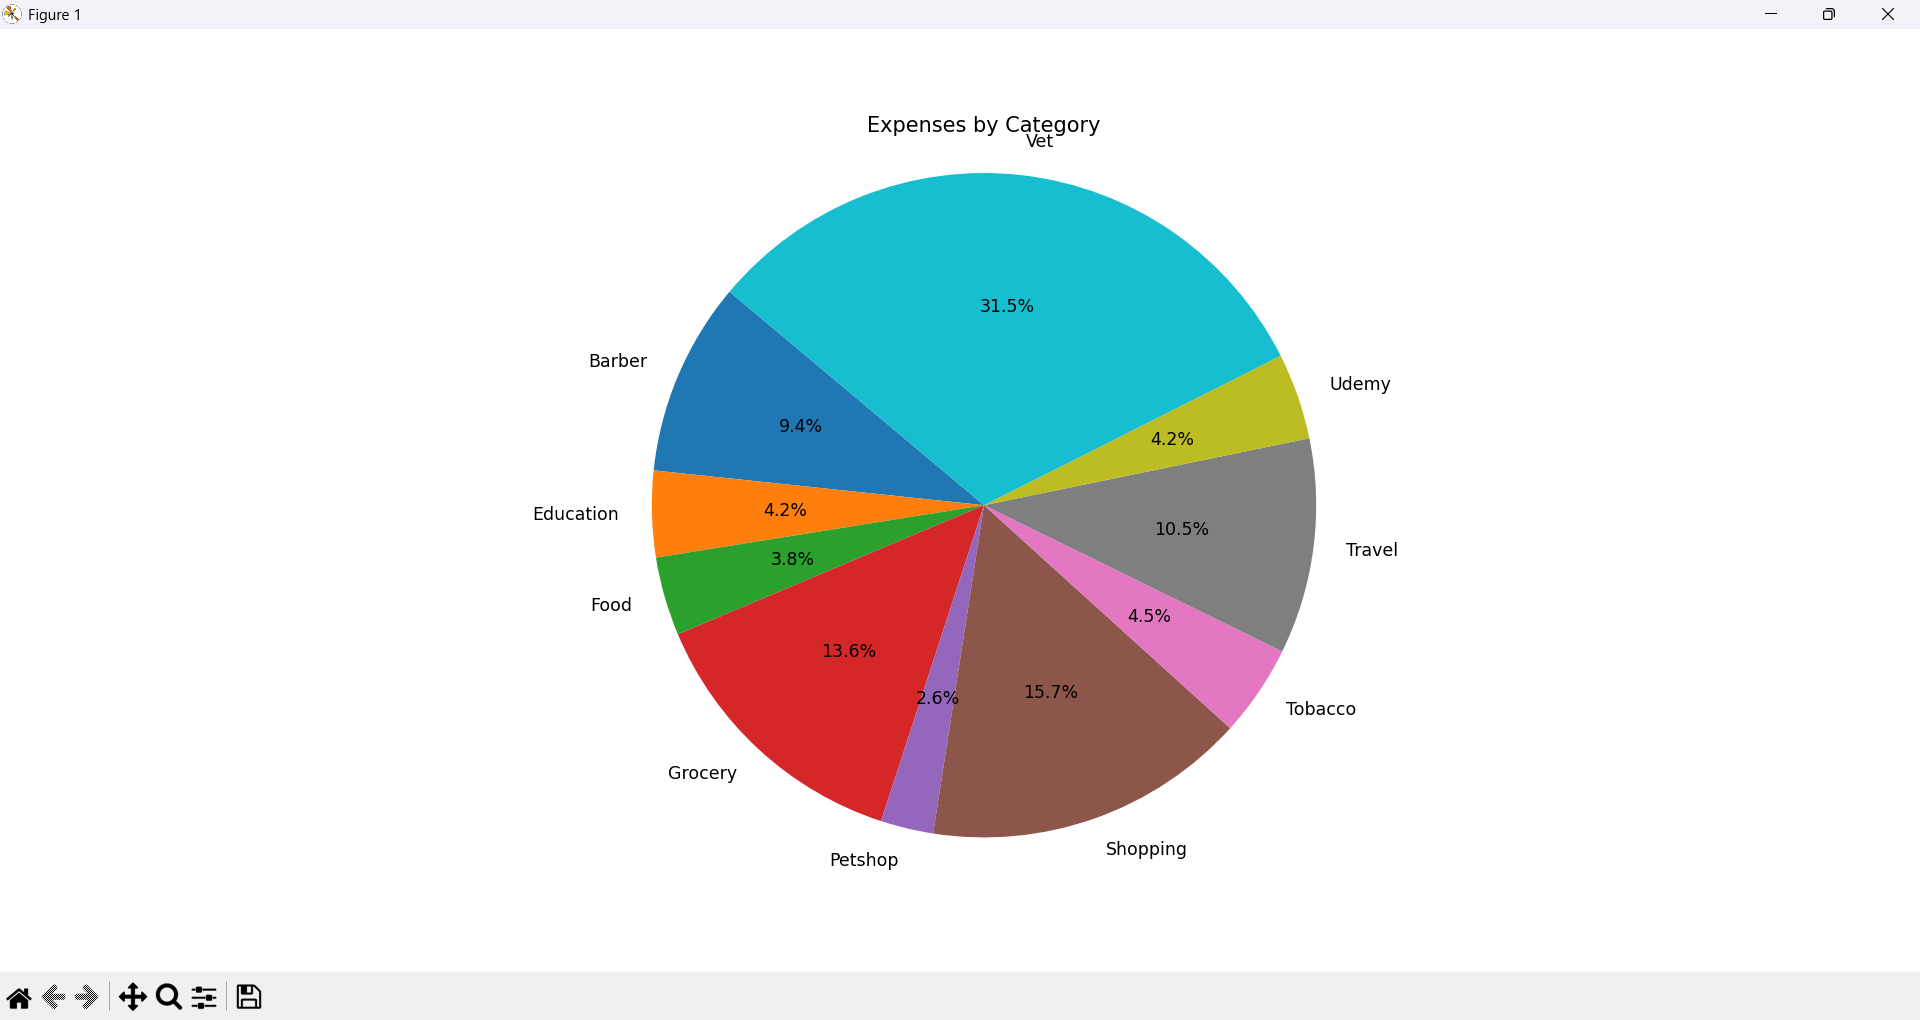 Figure 1
Expenses by Category
Vet
31.5%
Barber
9.4%
Udemy
4.2%
Education
4.2%
Travel
10.5%
Food
3.8%
Tobacco
4.5%
Grocery
13.6%
Petshop
2.6%
Shopping
15.7%